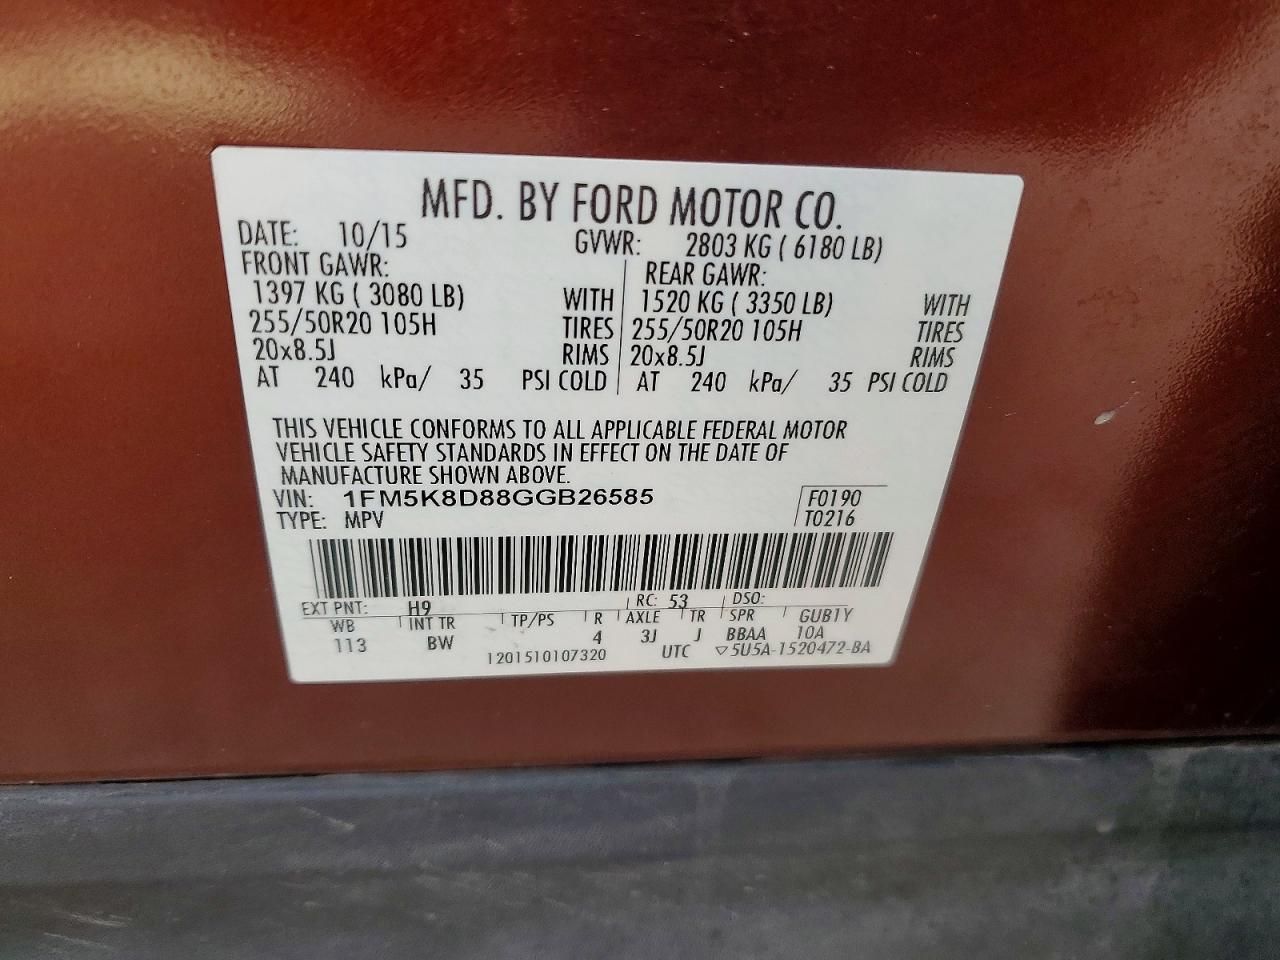 MFD. BY FORD MOTOR CO.
DATE: 10/15 GVWR: 2803 KG ( 6180 LB)
FRONT GAWR: REAR GAWR:
1397 KG ( 3080 LB) WITH 1520 KG ( 3350 LB) WITH
255/50R20 105H TIRES 255/50R20 105H TIRES
20x8.5J RIMS 20x8.5J RIMS
AT 240 kPa/ 35 PSI COLD AT 240 kPa/ 35 PSI COLD
THIS VEHICLE CONFORMS TO ALL APPLICABLE FEDERAL MOTOR
VEHICLE SAFETY STANDARDS IN EFFECT ON THE DATE OF
MANUFACTURE SHOWN ABOVE.
VIN: 1FM5K8D88GGB26585 F0190
TYPE: MPV T0216
EXT PNT: H9 RC: 53 DSO:
WB INT TR TP/PS R AXLE TR SPR GUB1Y
113 BW 4 3J J BBAA 10A
1201510107320 UTC ▽5U5A-1520472-BA